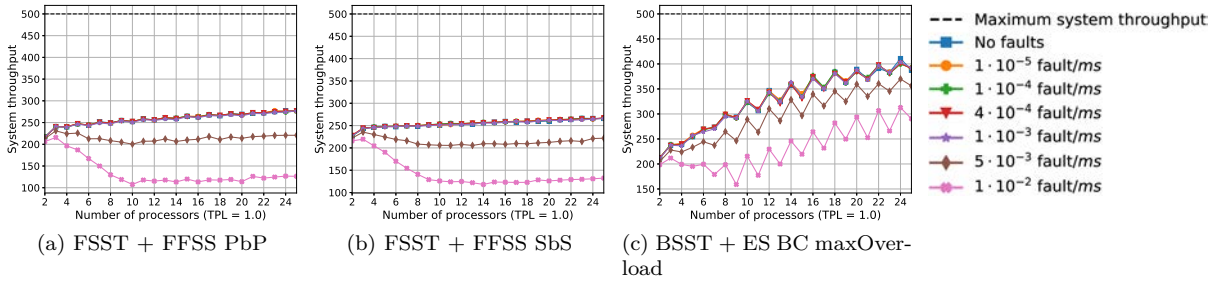 500
450
400
350
300
250
200
150
100
System throughput
2 4 6 8 10 12 14 16 18 20 22 24
Number of processors (TPL = 1.0)
(a) FSST + FFSS PbP
500
450
400
350
300
250
200
150
100
System throughput
2 4 6 8 10 12 14 16 18 20 22 24
Number of processors (TPL = 1.0)
(b) FSST + FFSS SbS
500
450
400
350
300
250
200
150
System throughput
2 4 6 8 10 12 14 16 18 20 22 24
Number of processors (TPL = 1.0)
(c) BSST + ES BC maxOver-
load
Maximum system throughput
No faults
1 · 10⁻⁵ fault/ms
1 · 10⁻⁴ fault/ms
4 · 10⁻⁴ fault/ms
1 · 10⁻³ fault/ms
5 · 10⁻³ fault/ms
1 · 10⁻² fault/ms